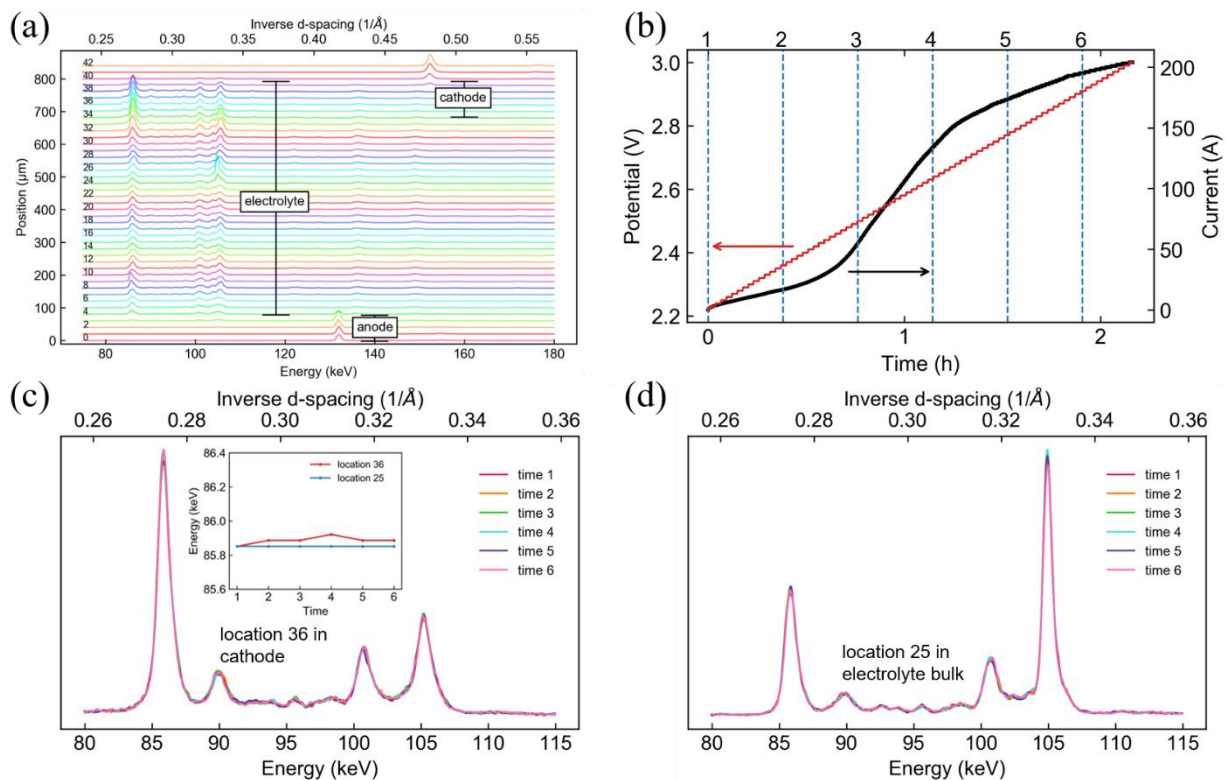 (a)
Inverse d-spacing (1/Å)
0.25 0.30 0.35 0.40 0.45 0.50 0.55
Position (μm)
800
700
600
500
400
300
200
100
0
42
40
38
36
34
32
30
28
26
24
22
20
18
16
14
12
10
8
6
4
2
0
cathode
electrolyte
anode
80 100 120 140 160 180
Energy (keV)
(b)
1 2 3 4 5 6
Potential (V)
3.0
2.8
2.6
2.4
2.2
Current (A)
200
150
100
50
0
0 1 2
Time (h)
(c)
Inverse d-spacing (1/Å)
0.26 0.28 0.30 0.32 0.34 0.36
Energy (keV)
86.4
86.2
86.0
85.8
85.6
location 36
location 25
1 2 3 4 5 6
Time
time 1
time 2
time 3
time 4
time 5
time 6
location 36 in
cathode
80 85 90 95 100 105 110 115
Energy (keV)
(d)
Inverse d-spacing (1/Å)
0.26 0.28 0.30 0.32 0.34 0.36
time 1
time 2
time 3
time 4
time 5
time 6
location 25 in
electrolyte bulk
80 85 90 95 100 105 110 115
Energy (keV)